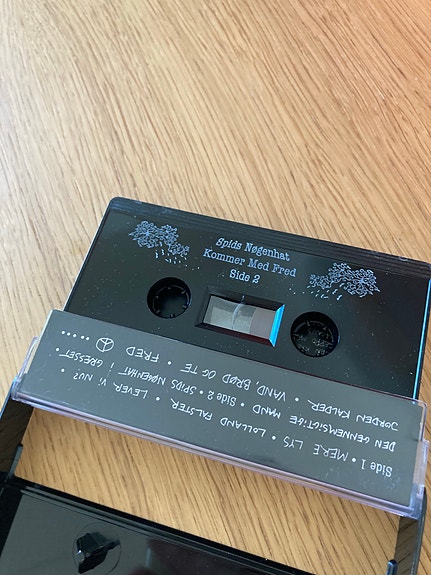 Spids Nøgenhat
Kommer Med Fred
Side 2
Side 1 • MERE LYS • LOLLAND FALSTER • LEVER VI NU? •
DEN GENNEMSIGTIGE MAND • Side 2 • SPIDS NØGENHAT I GRÆSSET •
JORDEN KALDER • VAND, BRØD OG TE • FRED ☮ .....